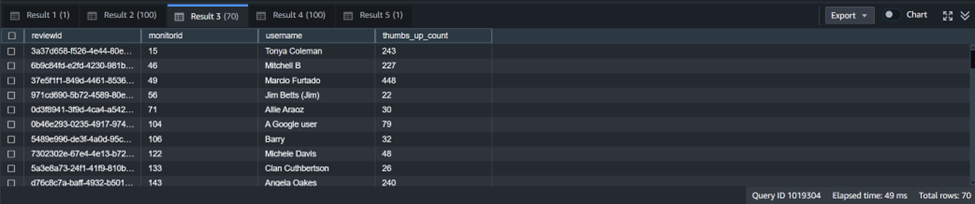 Result 1 (1) Result 2 (100) Result 3 (70) Result 4 (100) Result 5 (1) Export Chart
reviewid monitorid username thumbs_up_count
3a37d658-f526-4e44-80e... 15 Tonya Coleman 243
6b9c84fd-e2fd-4230-981b... 46 Mitchell B 227
37e5f1f1-849d-4461-8536... 49 Marcio Furtado 448
971cd690-5b72-4589-80e... 56 Jim Betts (Jim) 22
0d3f8941-3f9d-4ca4-a542... 71 Allie Araoz 30
0b46e293-0235-4917-974... 104 A Google user 79
5489e996-de3f-4a0d-95c... 106 Barry 32
7302302e-67e4-4e13-b72... 122 Michele Davis 48
5a3e8a73-24f1-41f9-810b... 133 Clan Cuthbertson 26
d76c8c7a-baff-4932-b501... 143 Angela Oakes 240
Query ID 1019304 Elapsed time: 49 ms Total rows: 70